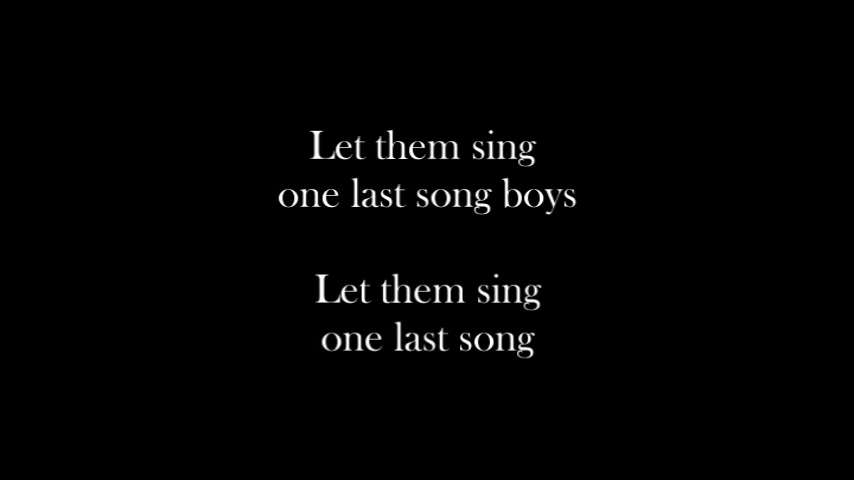 Let them sing
one last song boys
Let them sing
one last song